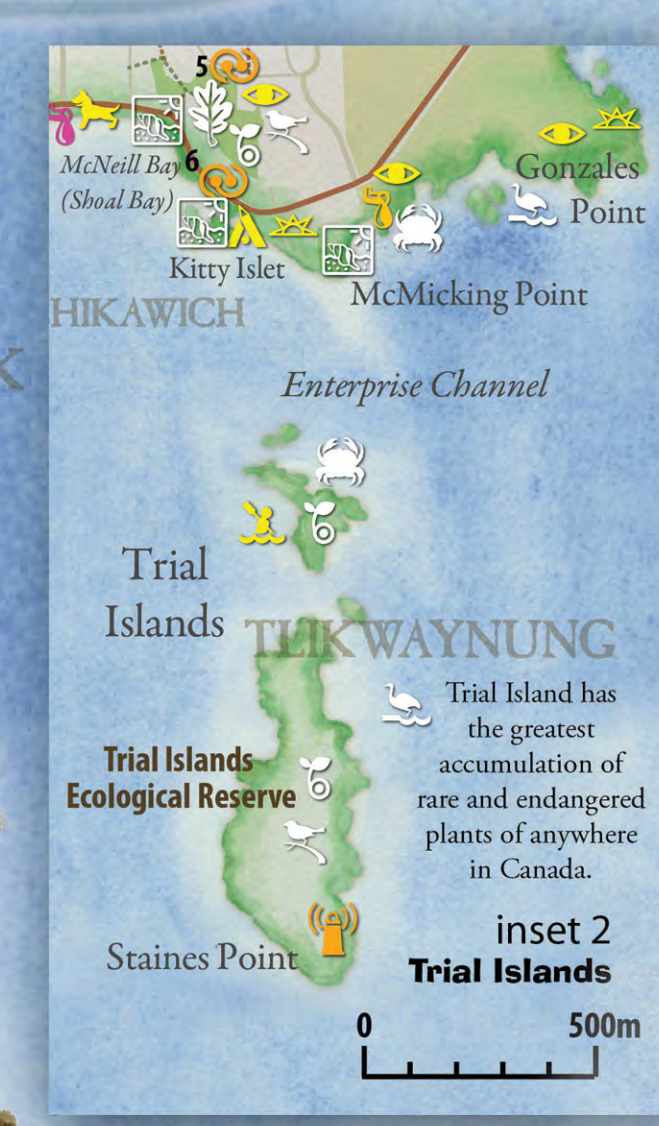 5
McNeill Bay
6
(Shoal Bay)
Gonzales
Point
Kitty Islet
McMicking Point
HIKAWICH
K
Enterprise Channel
Trial
Islands
TLIKWAYNUNG
Trial Island has
the greatest
accumulation of
rare and endangered
plants of anywhere
in Canada.
Trial Islands
Ecological Reserve
Staines Point
inset 2
Trial Islands
0 500m